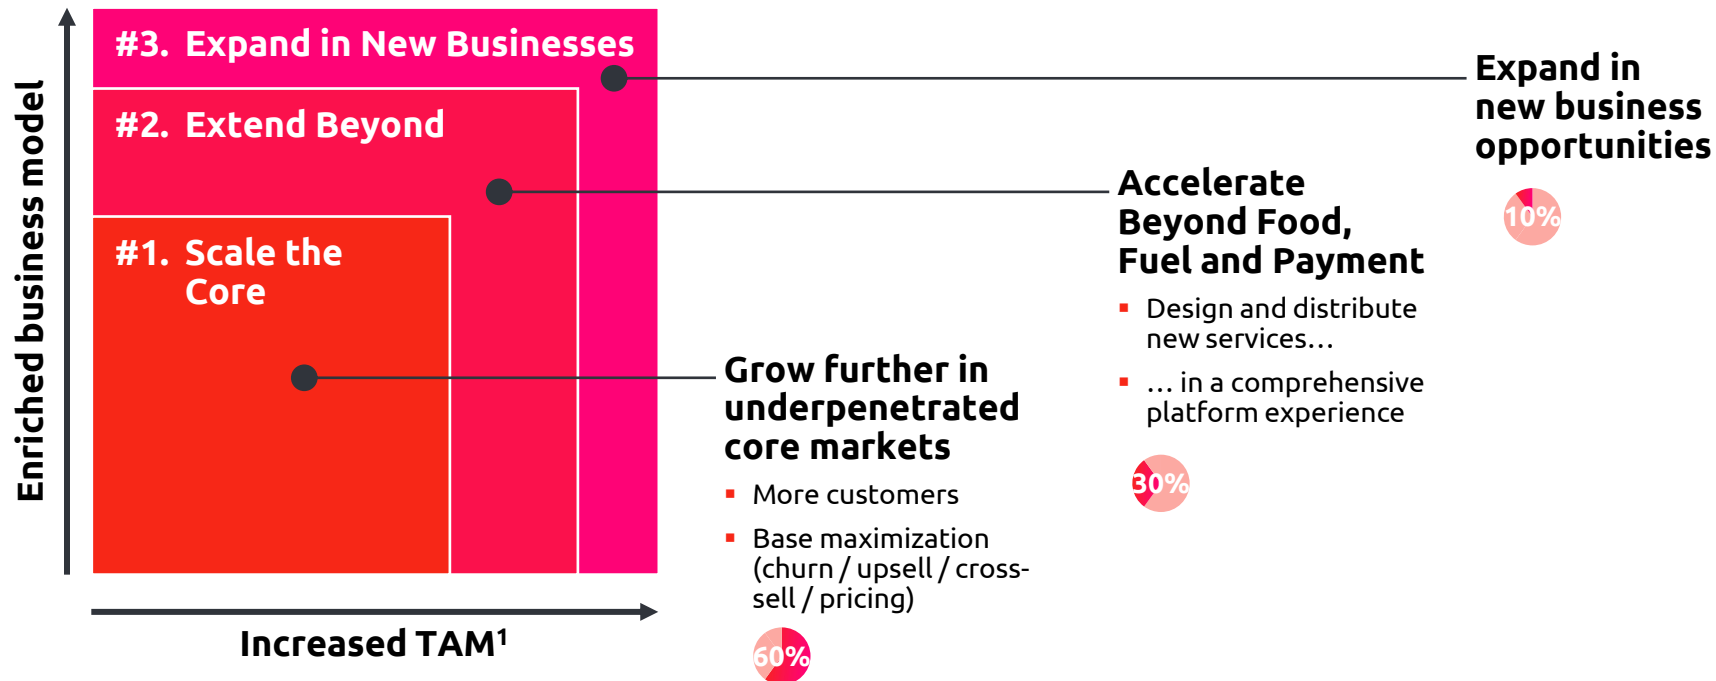 Enriched business model
#3. Expand in New Businesses
#2. Extend Beyond
#1. Scale the
Core
Increased TAM¹
Grow further in
underpenetrated
core markets
▪ More customers
▪ Base maximization
(churn / upsell / cross-
sell / pricing)
60%
Accelerate
Beyond Food,
Fuel and Payment
▪ Design and distribute
new services…
▪ … in a comprehensive
platform experience
30%
Expand in
new business
opportunities
10%